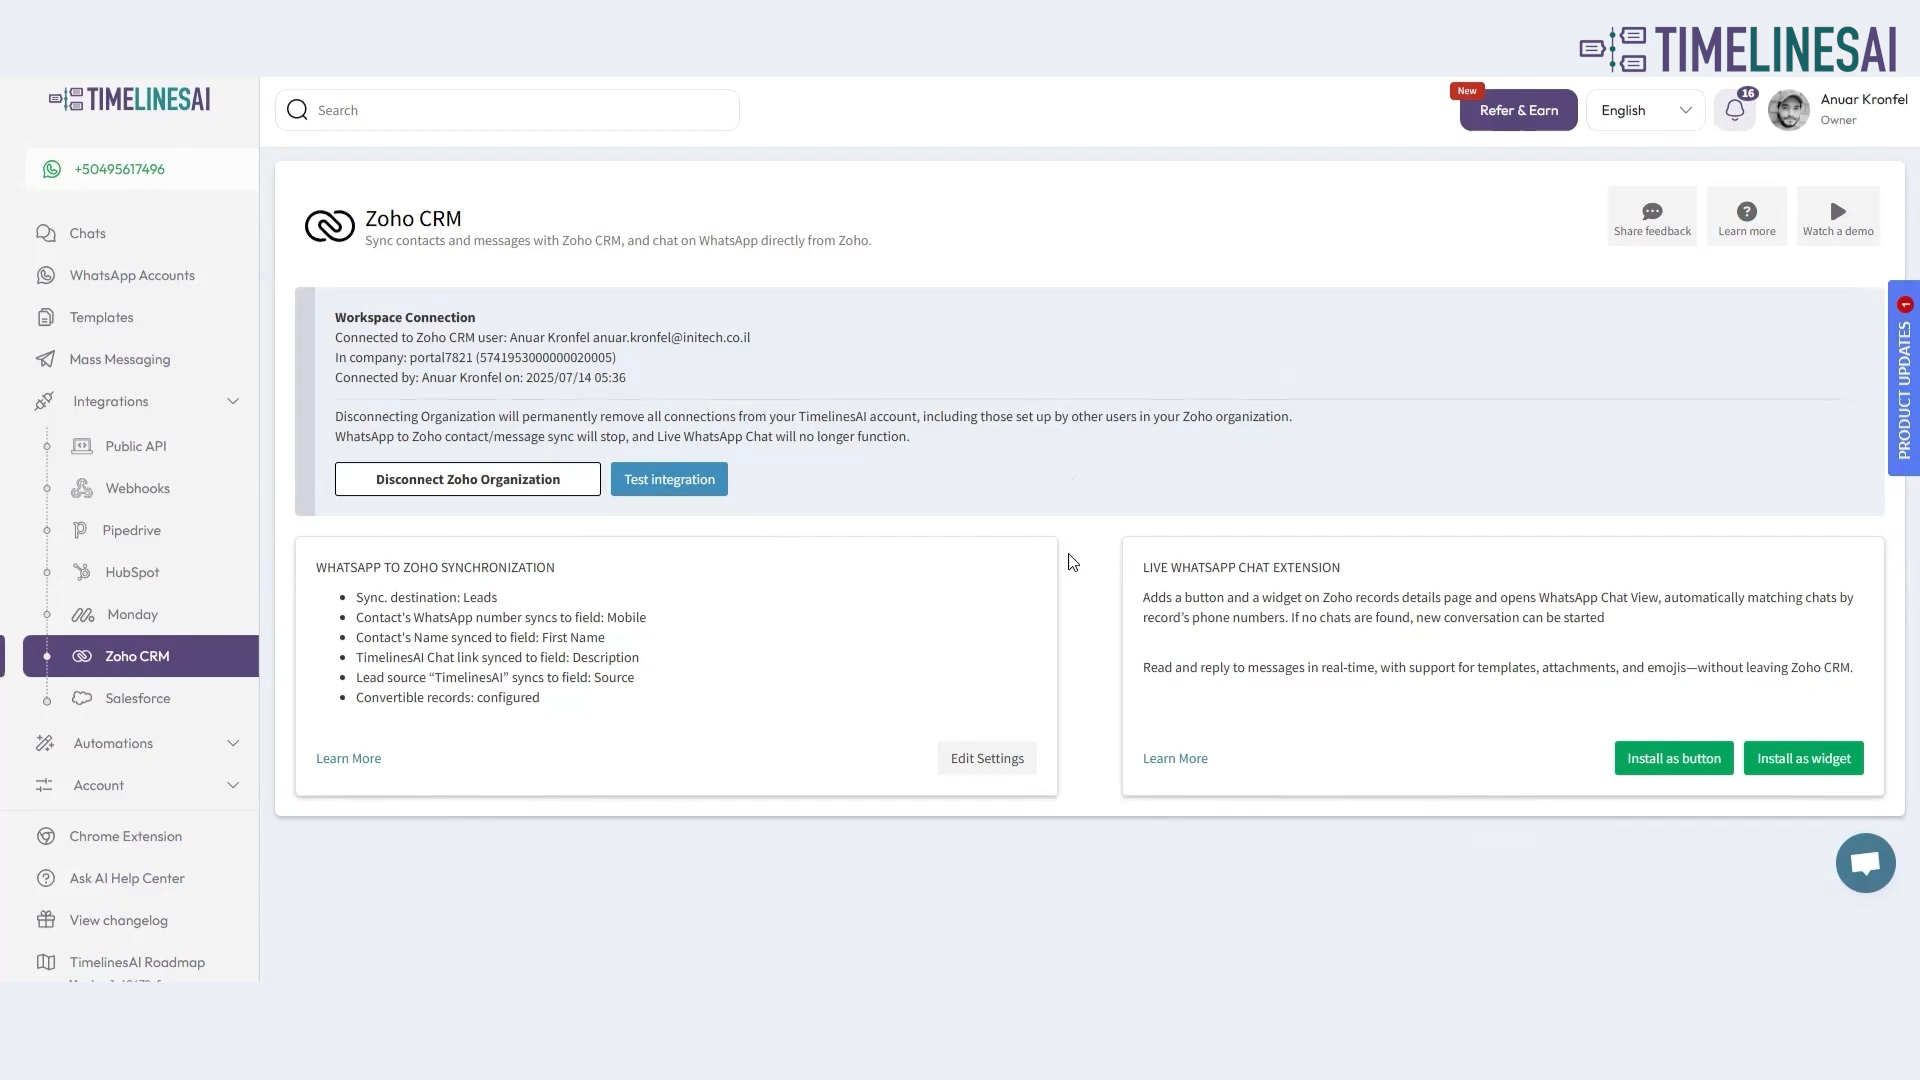 TIMELINESAI
TIMELINESAI
Search
New
Refer & Earn
English
16
Anuar Kronfel
Owner
+50495617496
Chats
WhatsApp Accounts
Templates
Mass Messaging
Integrations
Public API
Webhooks
Pipedrive
HubSpot
Monday
Zoho CRM
Salesforce
Automations
Account
Chrome Extension
Ask AI Help Center
View changelog
TimelinesAI Roadmap
Zoho CRM
Sync contacts and messages with Zoho CRM, and chat on WhatsApp directly from Zoho.
Share feedback
Learn more
Watch a demo
Workspace Connection
Connected to Zoho CRM user: Anuar Kronfel anuar.kronfel@initech.co.il
In company: portal7821 (5741953000000020005)
Connected by: Anuar Kronfel on: 2025/07/14 05:36
Disconnecting Organization will permanently remove all connections from your TimelinesAI account, including those set up by other users in your Zoho organization.
WhatsApp to Zoho contact/message sync will stop, and Live WhatsApp Chat will no longer function.
Disconnect Zoho Organization
Test integration
WHATSAPP TO ZOHO SYNCHRONIZATION
Sync. destination: Leads
Contact's WhatsApp number syncs to field: Mobile
Contact's Name synced to field: First Name
TimelinesAI Chat link synced to field: Description
Lead source “TimelinesAI” syncs to field: Source
Convertible records: configured
Learn More
Edit Settings
LIVE WHATSAPP CHAT EXTENSION
Adds a button and a widget on Zoho records details page and opens WhatsApp Chat View, automatically matching chats by
record’s phone numbers. If no chats are found, new conversation can be started
Read and reply to messages in real-time, with support for templates, attachments, and emojis—without leaving Zoho CRM.
Learn More
Install as button
Install as widget
PRODUCT UPDATES
1